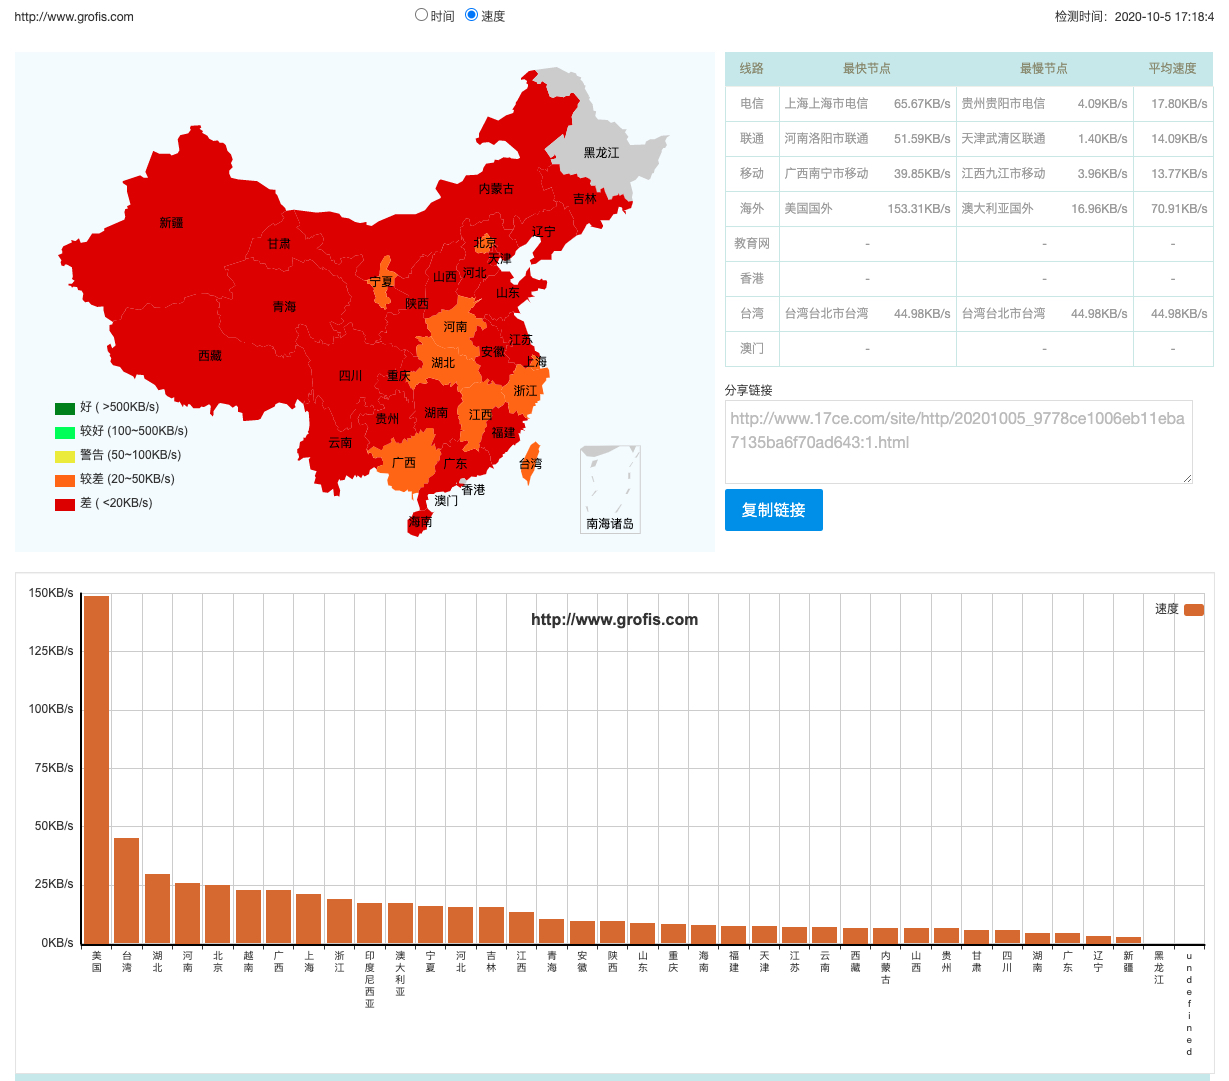 http://www.grofis.com
时间 速度
检测时间：2020-10-5 17:18:4
黑龙江
内蒙古
吉林
新疆
辽宁
甘肃
北京
天津
宁夏
山西
河北
山东
陕西
青海
河南
江苏
西藏
安徽
上海
湖北
四川
重庆
浙江
湖南
江西
贵州
福建
云南
广西
广东
台湾
香港
澳门
海南
南海诸岛
好 ( >500KB/s)
较好 (100~500KB/s)
警告 (50~100KB/s)
较差 (20~50KB/s)
差 ( <20KB/s)
线路 最快节点 最慢节点 平均速度
电信 上海上海市电信 65.67KB/s 贵州贵阳市电信 4.09KB/s 17.80KB/s
联通 河南洛阳市联通 51.59KB/s 天津武清区联通 1.40KB/s 14.09KB/s
移动 广西南宁市移动 39.85KB/s 江西九江市移动 3.96KB/s 13.77KB/s
海外 美国国外 153.31KB/s 澳大利亚国外 16.96KB/s 70.91KB/s
教育网 - - -
香港 - - -
台湾 台湾台北市台湾 44.98KB/s 台湾台北市台湾 44.98KB/s 44.98KB/s
澳门 - - -
分享链接
http://www.17ce.com/site/http/20201005_9778ce1006eb11eba
7135ba6f70ad643:1.html
复制链接
http://www.grofis.com
速度
150KB/s
125KB/s
100KB/s
75KB/s
50KB/s
25KB/s
0KB/s
美国
台湾
湖北
河南
北京
越南
广西
上海
浙江
印度尼西亚
澳大利亚
宁夏
河北
吉林
江西
青海
安徽
陕西
山东
重庆
海南
福建
天津
江苏
云南
西藏
内蒙古
山西
贵州
甘肃
四川
湖南
广东
辽宁
新疆
黑龙江
undefined